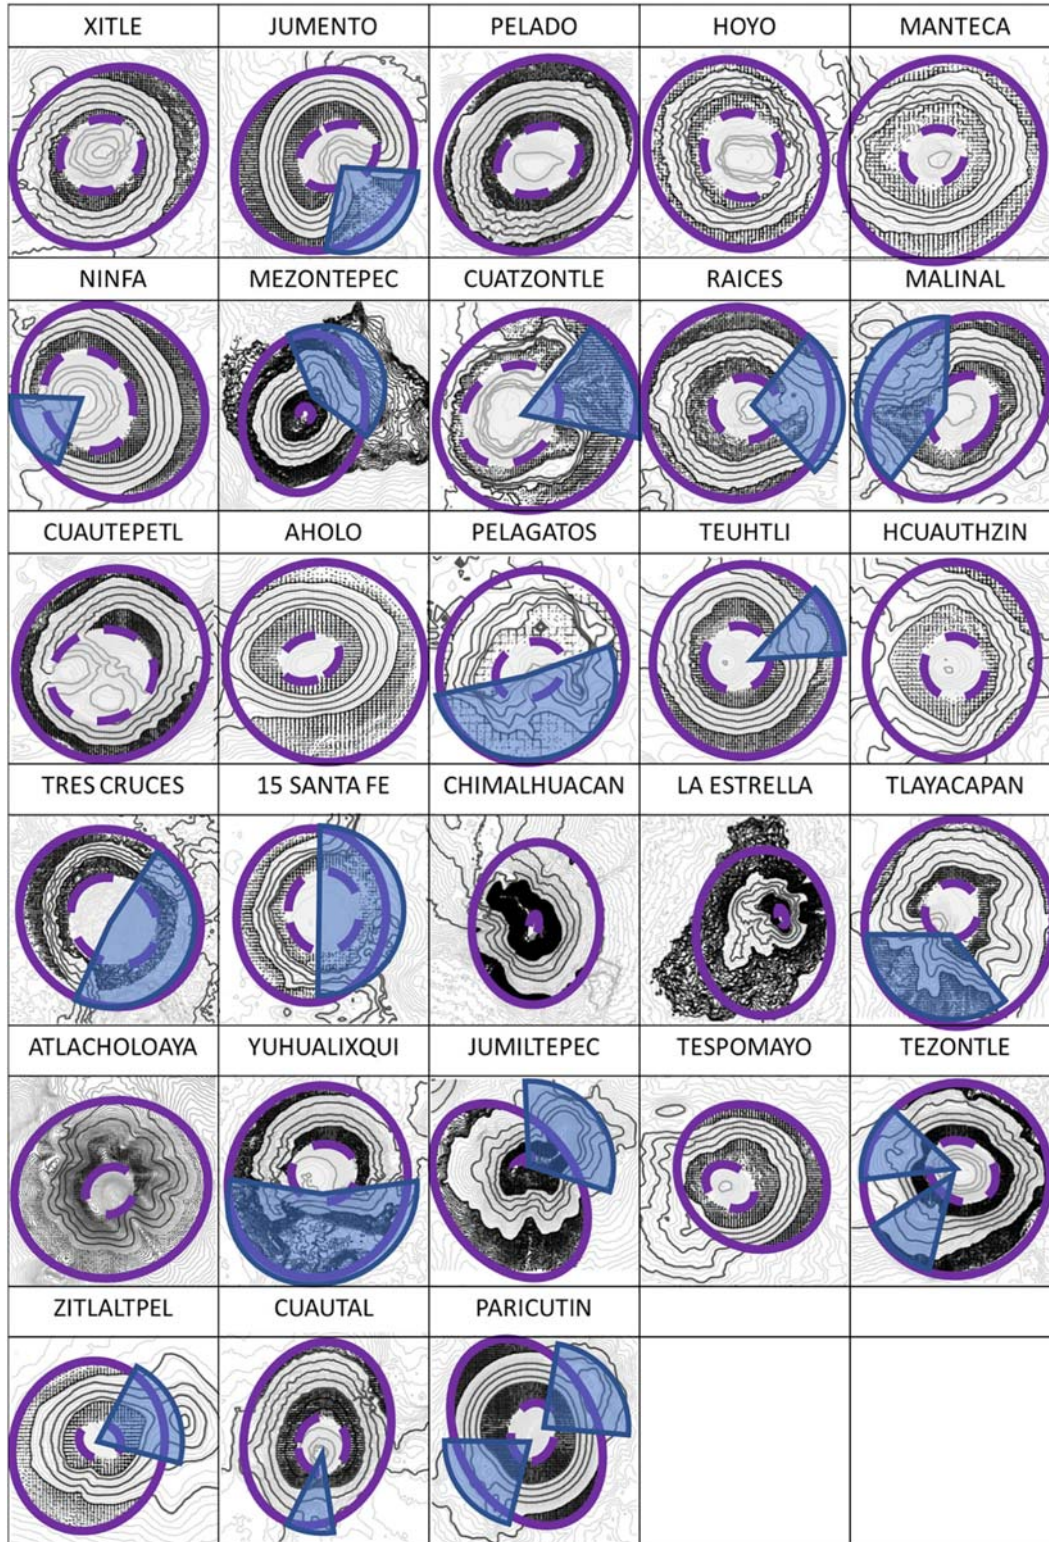 XITLE JUMENTO PELADO HOYO MANTECA
NINFA MEZONTEPEC CUATZONTLE RAICES MALINAL
CUAUTEPETL AHOLO PELAGATOS TEUHTLI HCUAUTHZIN
TRES CRUCES 15 SANTA FE CHIMALHUACAN LA ESTRELLA TLAYACAPAN
ATLACHOLOAYA YUHUALIXQUI JUMILTEPEC TESPOMAYO TEZONTLE
ZITLALTPEL CUAUTAL PARICUTIN